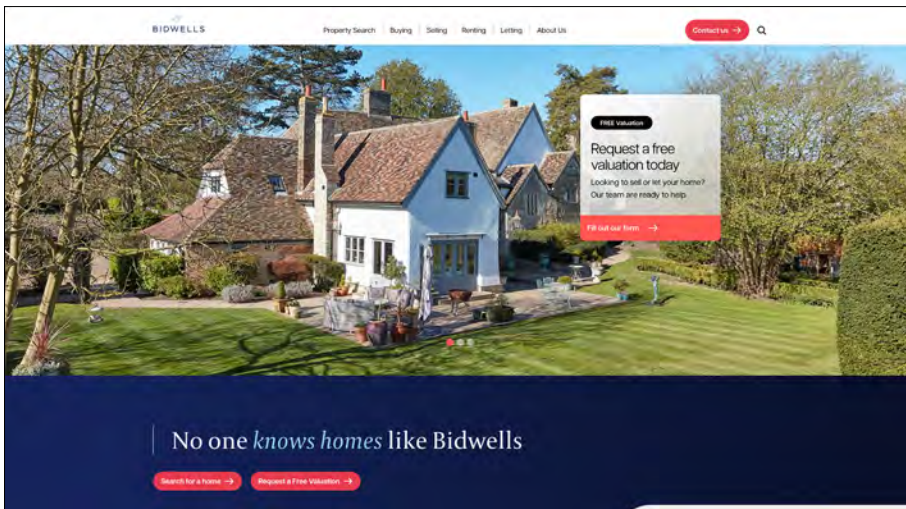 BIDWELLS
Property Search
Buying
Selling
Renting
Letting
About Us
Contact us
FREE Valuation
Request a free
valuation today
Looking to sell or let your home?
Our team are ready to help
Fill out our form
No one knows homes like Bidwells
Search for a home
Request a Free Valuation